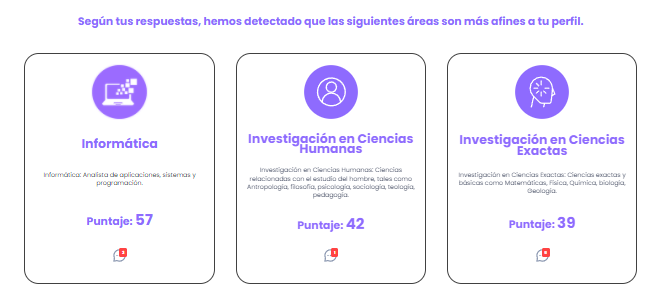 Según tus respuestas, hemos detectado que las siguientes áreas son más afines a tu perfil.
Informática
Informática: Analista de aplicaciones, sistemas y
programación.
Puntaje: 57
Investigación en Ciencias
Humanas
Investigación en Ciencias Humanas: Ciencias
relacionadas con el estudio del hombre, tales como
Antropología, filosofía, psicología, sociología, teología,
pedagogía.
Puntaje: 42
Investigación en Ciencias
Exactas
Investigación en Ciencias Exactas: Ciencias exactas y
básicas como Matemáticas, Física, Química, biología,
Geología.
Puntaje: 39